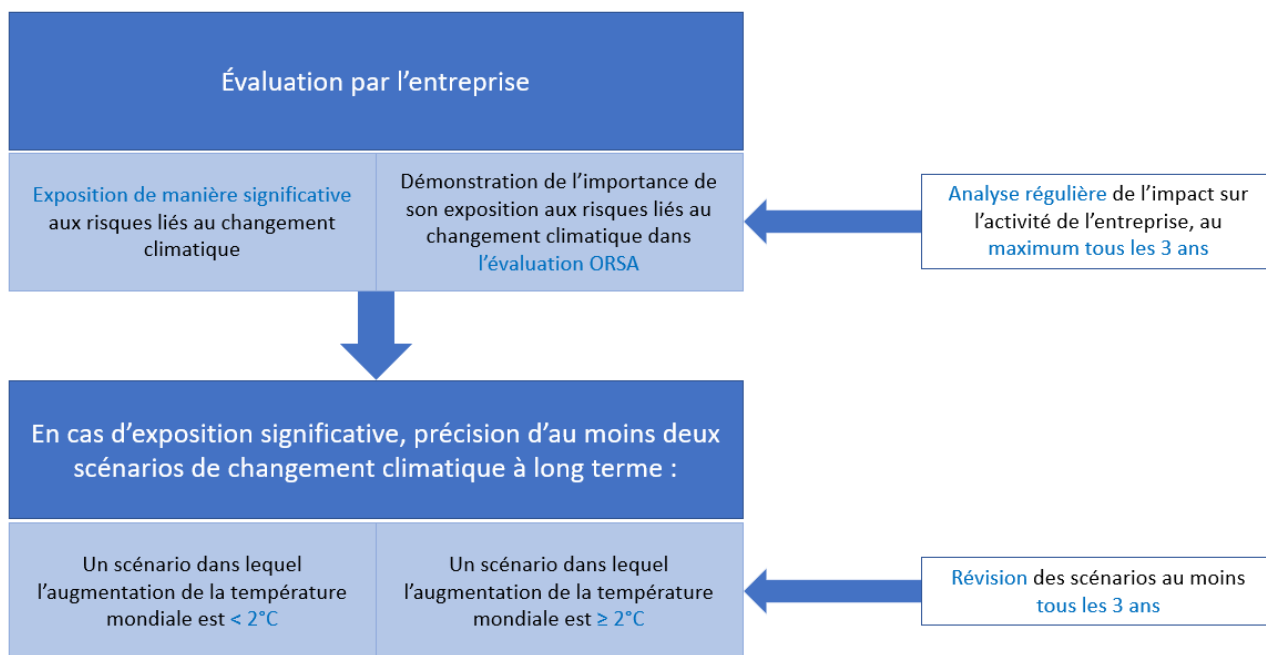 Évaluation par l’entreprise
Exposition de manière significative
aux risques liés au changement
climatique
Démonstration de l’importance de
son exposition aux risques liés au
changement climatique dans
l’évaluation ORSA
Analyse régulière de l’impact sur
l’activité de l’entreprise, au
maximum tous les 3 ans
En cas d’exposition significative, précision d’au moins deux
scénarios de changement climatique à long terme :
Un scénario dans lequel
l’augmentation de la température
mondiale est < 2°C
Un scénario dans lequel
l’augmentation de la température
mondiale est ≥ 2°C
Révision des scénarios au moins
tous les 3 ans